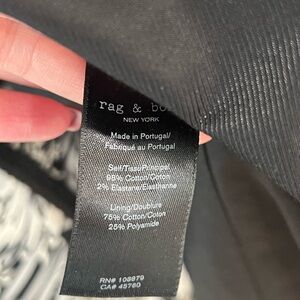 rag & bo
NEW YORK
Made in Portugal/
Fabriqué au Portugal
Self/Tissu Principal
98% Cotton/Coton
2% Elastane/Elasthanne
Lining/Doublure
75% Cotton/Coton
25% Polyamide
RN# 108879
CA# 45760